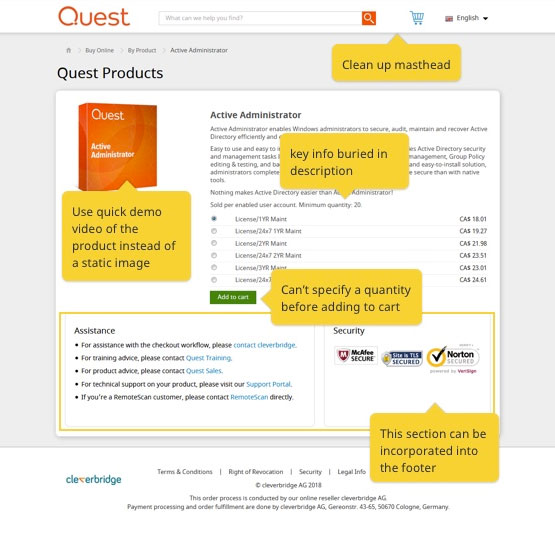 Quest
What can we help you find?
English
Clean up masthead
Buy Online
By Product
Active Administrator
Quest Products
Quest
Active
Administrator
Active Administrator
Active Administrator enables Windows administrators to secure, audit, maintain and recover Active
Directory efficiently and
Easy to use and easy to Active Directory security
and management tasks management, Group Policy
editing & testing, and and easy-to-install solution,
administrators complete secure than with native
tools.
key info buried in
description
Nothing makes Active Directory easier than Administrator!
Sold per enabled user account. Minimum quantity: 20.
License/1YR Maint CA$ 18.01
License/24x7 1YR Maint CA$ 19.27
License/2YR Maint CA$ 21.98
License/24x7 2YR Maint CA$ 23.51
License/3YR Maint CA$ 23.01
License/24x7 CA$ 24.61
Use quick demo
video of the
product instead of
a static image
Can't specify a quantity
before adding to cart
Add to cart
Assistance
For assistance with the checkout workflow, please contact cleverbridge.
For training advice, please contact Quest Training.
For product advice, please contact Quest Sales.
For technical support on your product, please visit our Support Portal.
If you're a RemoteScan customer, please contact RemoteScan directly.
Security
McAfee
SECURE
Site is TLS
SECURED
Norton
SECURED
powered by VeriSign
This section can be
incorporated into
the footer
cleverbridge
Terms & Conditions | Right of Revocation | Security | Legal Info
© cleverbridge AG 2018
This order process is conducted by our online reseller cleverbridge AG.
Payment processing and order fulfillment are done by cleverbridge AG, Gereonstr. 43-65, 50670 Cologne, Germany.